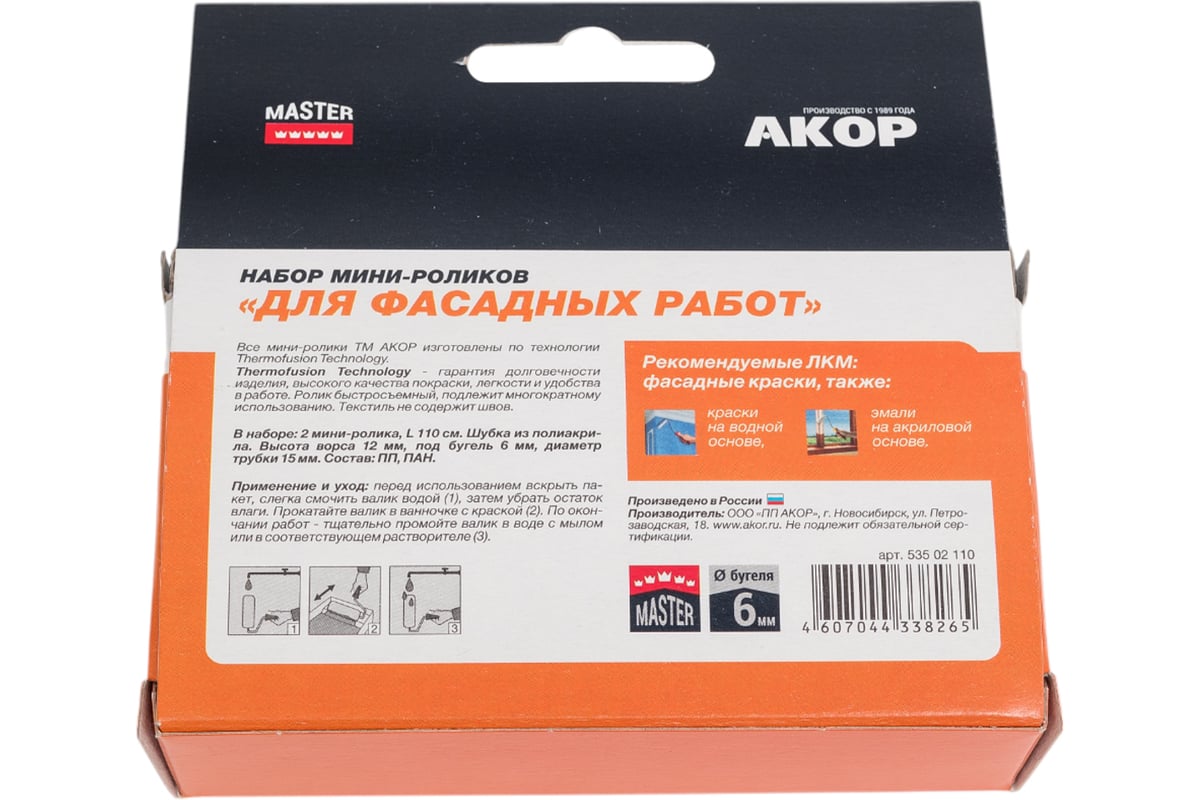 MASTER
ПРОИЗВОДСТВО С 1989 ГОДА
АКОР
НАБОР МИНИ-РОЛИКОВ
«ДЛЯ ФАСАДНЫХ РАБОТ»
Все мини-ролики ТМ АКОР изготовлены по технологии
Thermofusion Technology.
Thermofusion Technology - гарантия долговечности
изделия, высокого качества покраски, легкости и удобства
в работе. Ролик быстросъемный, подлежит многократному
использованию. Текстиль не содержит швов.
В наборе: 2 мини-ролика, L 110 см. Шубка из полиакри-
ла. Высота ворса 12 мм, под бугель 6 мм, диаметр
трубки 15 мм. Состав: ПП, ПАН.
Применение и уход: перед использованием вскрыть па-
кет, слегка смочить валик водой (1), затем убрать остаток
влаги. Прокатайте валик в ванночке с краской (2). По окон-
чании работ - тщательно промойте валик в воде с мылом
или в соответствующем растворителе (3).
1
2
3
Рекомендуемые ЛКМ:
фасадные краски, также:
краски
на водной
основе,
эмали
на акриловой
основе.
Произведено в России
Производитель: ООО «ПП АКОР», г. Новосибирск, ул. Петро-
заводская, 18. www.akor.ru. Не подлежит обязательной сер-
тификации.
арт. 535 02 110
MASTER
Ø бугеля
6 мм
4 607044 338265